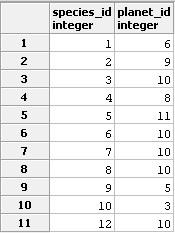 species_id planet_id
integer integer
1 1 6
2 2 9
3 3 10
4 4 8
5 5 11
6 6 10
7 7 10
8 8 10
9 9 5
10 10 3
11 12 10